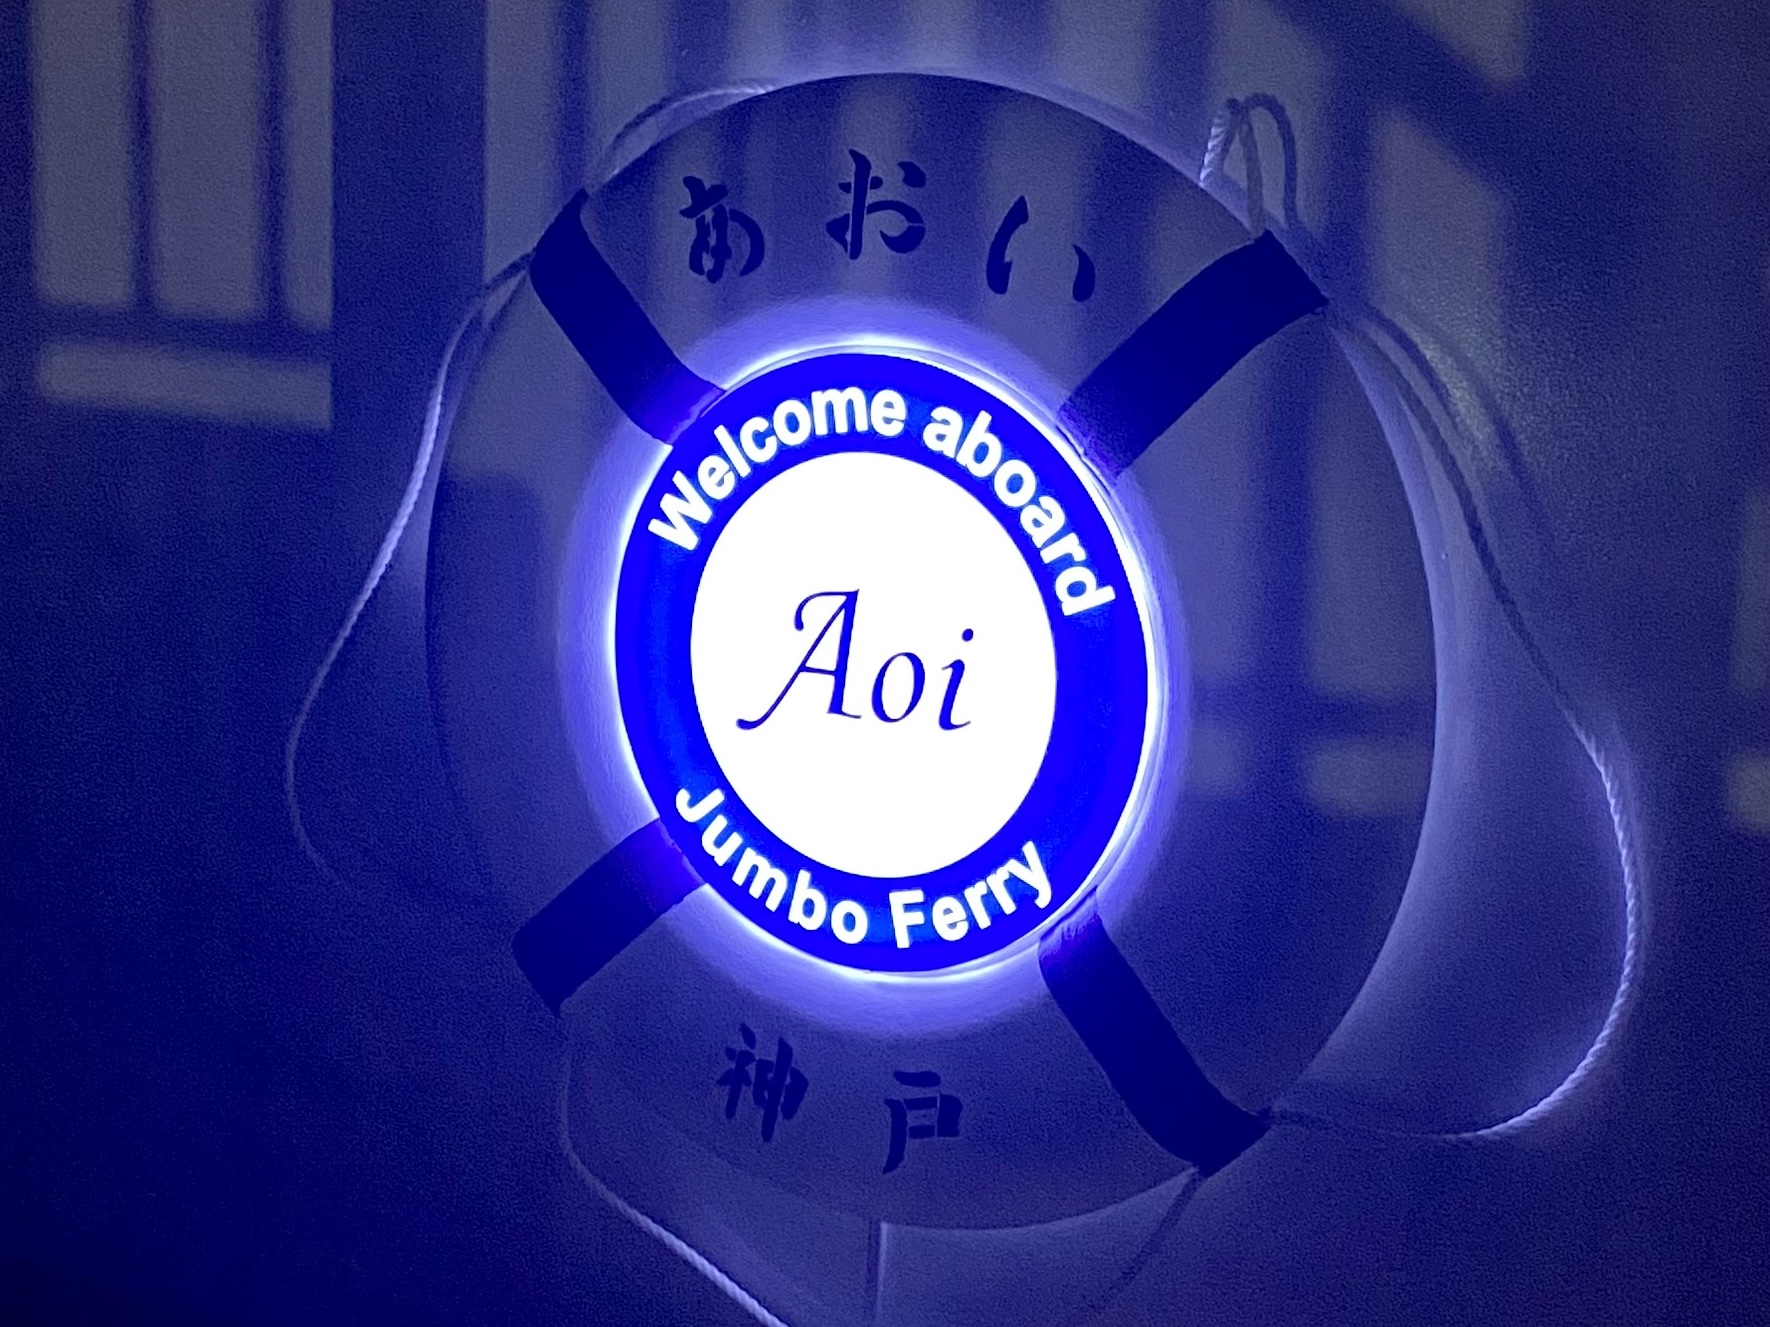 あおい
Welcome aboard
Aoi
Jumbo Ferry
神戸